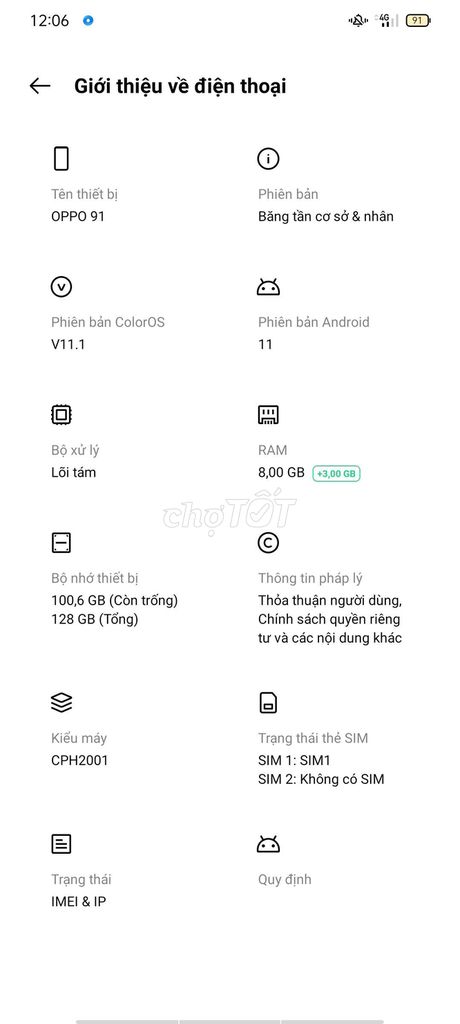 12:06
4G
91
Giới thiệu về điện thoại
Tên thiết bị
OPPO 91
Phiên bản
Băng tần cơ sở & nhân
Phiên bản ColorOS
V11.1
Phiên bản Android
11
Bộ xử lý
Lõi tám
RAM
8,00 GB +3,00 GB
chợTỐT
Bộ nhớ thiết bị
100,6 GB (Còn trống)
128 GB (Tổng)
Thông tin pháp lý
Thỏa thuận người dùng,
Chính sách quyền riêng
tư và các nội dung khác
Kiểu máy
CPH2001
Trạng thái thẻ SIM
SIM 1: SIM1
SIM 2: Không có SIM
Trạng thái
IMEI & IP
Quy định